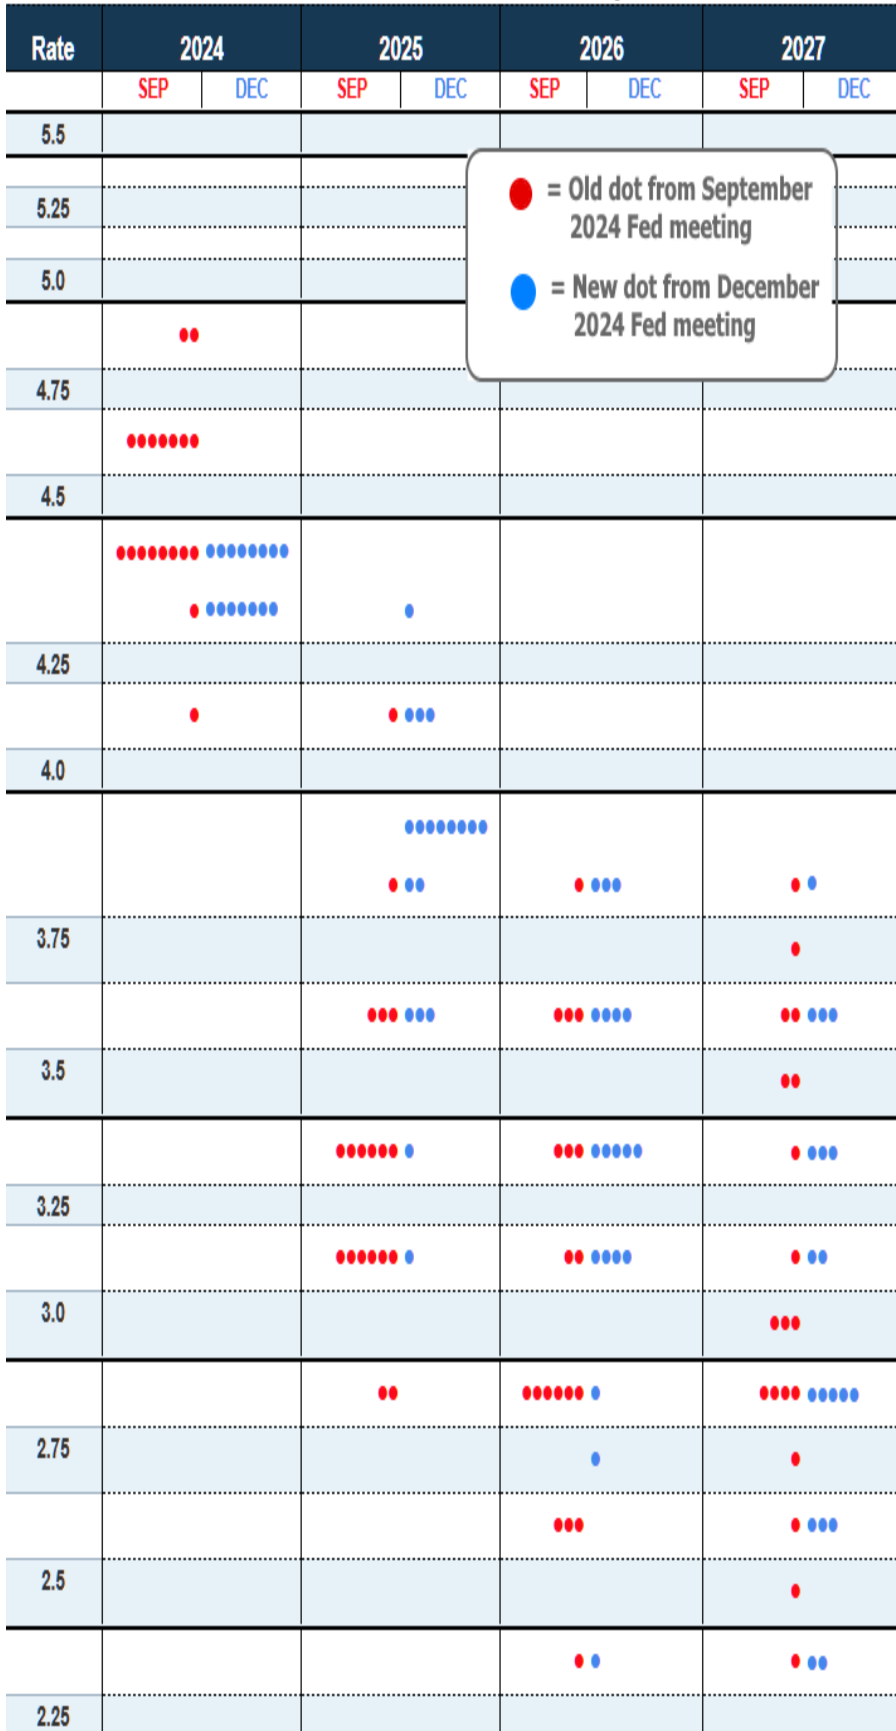 Rate 2024 2025 2026 2027
SEP DEC SEP DEC SEP DEC SEP DEC
5.5
= Old dot from September
2024 Fed meeting
5.25
5.0
= New dot from December
2024 Fed meeting
4.75
4.5
4.25
4.0
3.75
3.5
3.25
3.0
2.75
2.5
2.25